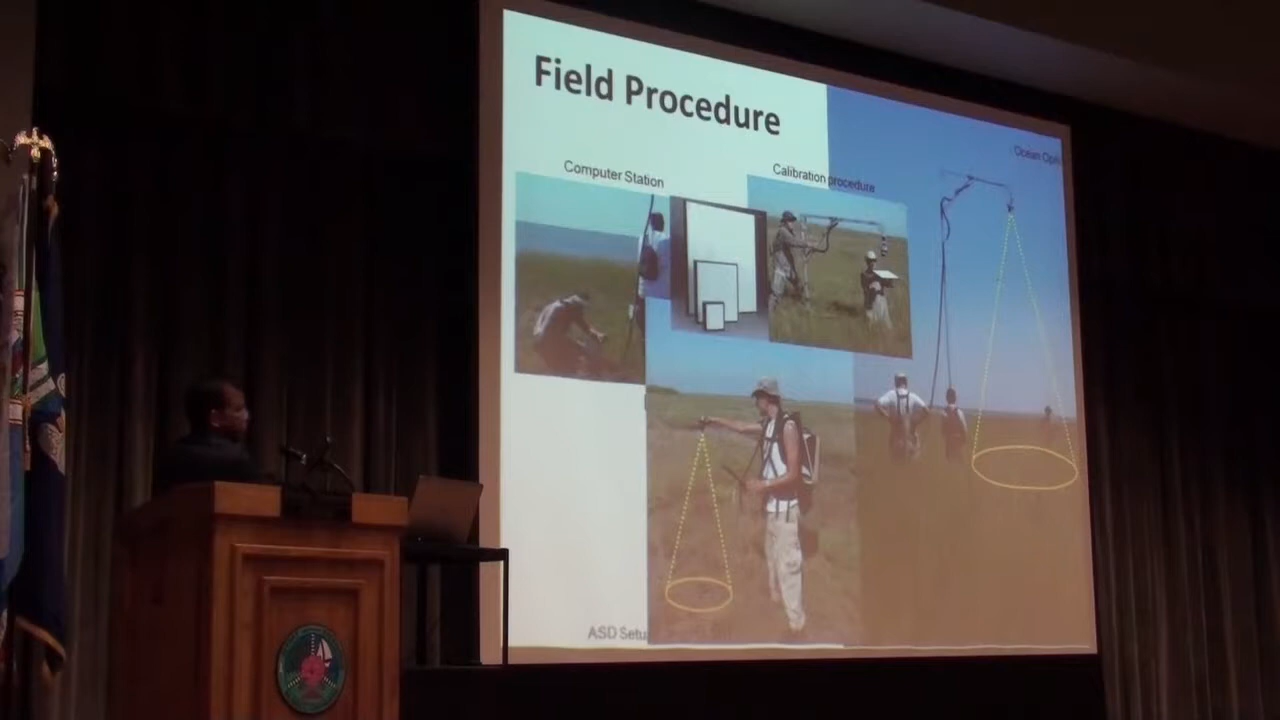 Field Procedure
Ocean Opti
Computer Station
Calibration procedure
ASD Setu